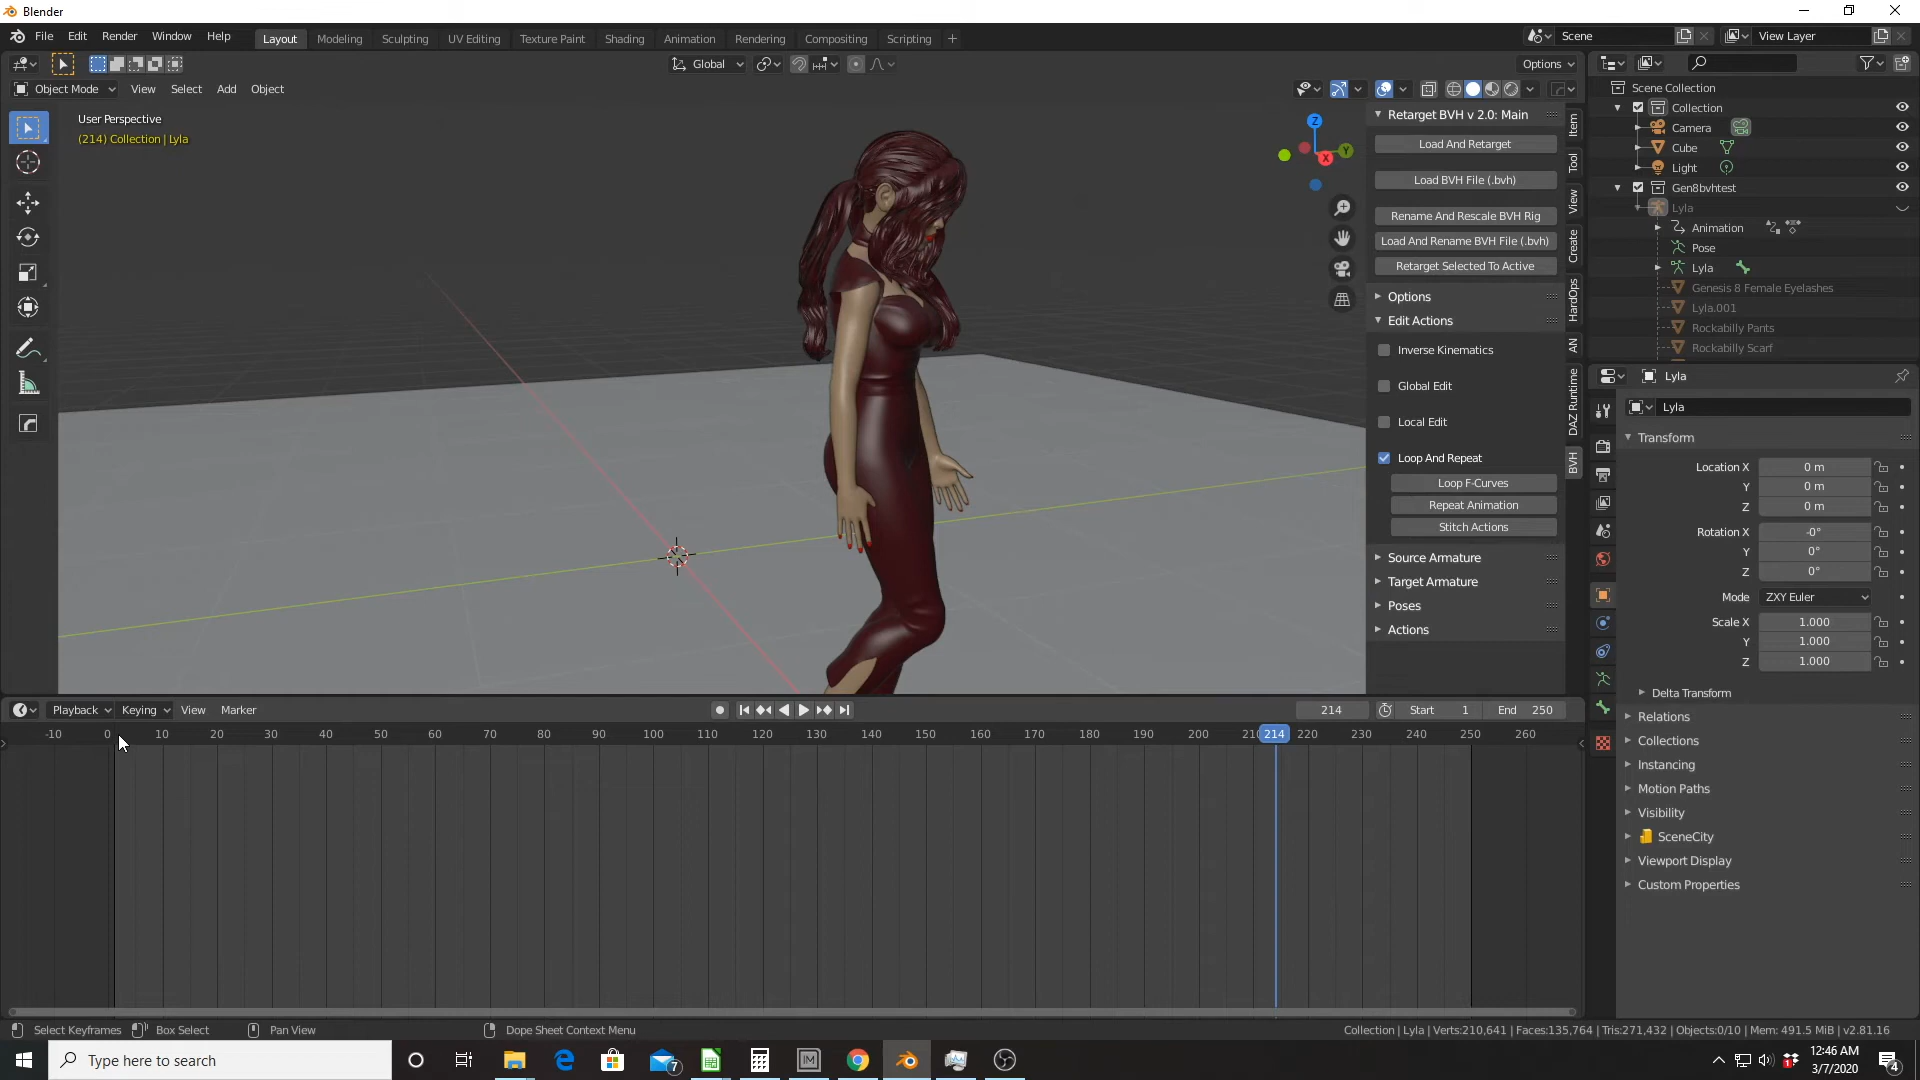 Blender
File Edit Render Window Help Layout Modeling Sculpting UV Editing Texture Paint Shading Animation Rendering Compositing Scripting + Scene View Layer
Global Options
Object Mode View Select Add Object
User Perspective
(214) Collection | Lyla
Z
Y
X
Retarget BVH v 2.0: Main
Load And Retarget
Load BVH File (.bvh)
Rename And Rescale BVH Rig
Load And Rename BVH File (.bvh)
Retarget Selected To Active
Options
Edit Actions
Inverse Kinematics
Global Edit
Local Edit
Loop And Repeat
Loop F-Curves
Repeat Animation
Stitch Actions
Source Armature
Target Armature
Poses
Actions
Item
Tool
View
Create
HardOps
AN
DAZ Runtime
BVH
Scene Collection
Collection
Camera
Cube
Light
Gen8bvhtest
Lyla
Animation
Pose
Lyla
Genesis 8 Female Eyelashes
Lyla.001
Rockabilly Pants
Rockabilly Scarf
Lyla
Lyla
Transform
Location X 0 m
Y 0 m
Z 0 m
Rotation X -0°
Y 0°
Z 0°
Mode ZXY Euler
Scale X 1.000
Y 1.000
Z 1.000
Delta Transform
Relations
Collections
Instancing
Motion Paths
Visibility
SceneCity
Viewport Display
Custom Properties
Playback Keying View Marker 214 Start 1 End 250
-10 0 10 20 30 40 50 60 70 80 90 100 110 120 130 140 150 160 170 180 190 200 210 214 220 230 240 250 260
Select Keyframes Box Select Pan View Dope Sheet Context Menu Collection | Lyla | Verts:210,641 | Faces:135,764 | Tris:271,432 | Objects:0/10 | Mem: 491.5 MiB | v2.81.16
Type here to search 7 1 12:46 AM 4
3/7/2020